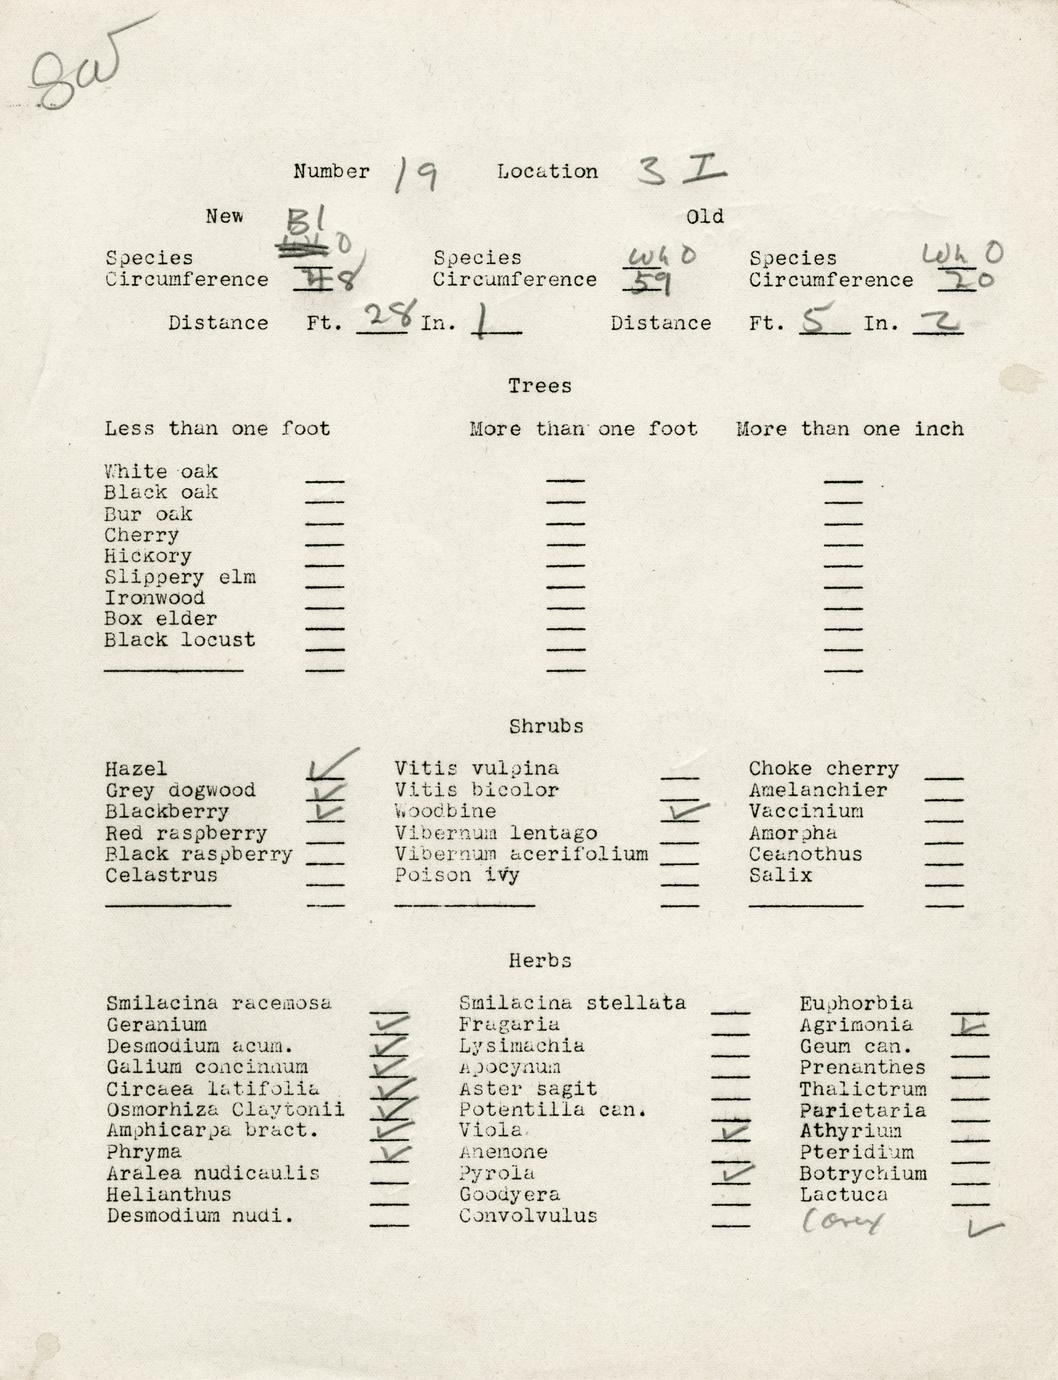 SW
Number 19 Location 3 I
New Bl Old
Species O Species Wh O Species Wh O
Circumference 48 Circumference 59 Circumference 20
Distance Ft. 28 In. 1 Distance Ft. 5 In. 2
Trees
Less than one foot More than one foot More than one inch
White oak
Black oak
Bur oak
Cherry
Hickory
Slippery elm
Ironwood
Box elder
Black locust
Shrubs
Hazel ✓ Vitis vulpina Choke cherry
Grey dogwood ✓ Vitis bicolor Amelanchier
Blackberry ✓ Woodbine ✓ Vaccinium
Red raspberry Vibernum lentago Amorpha
Black raspberry Vibernum acerifolium Ceanothus
Celastrus Poison ivy Salix
Herbs
Smilacina racemosa Smilacina stellata Euphorbia
Geranium ✓ Fragaria Agrimonia ✓
Desmodium acum. ✓ Lysimachia Geum can.
Galium concinnum ✓ Apocynum Prenanthes
Circaea latifolia ✓ Aster sagit Thalictrum
Osmorhiza Claytonii ✓ Potentilla can. Parietaria
Amphicarpa bract. ✓ Viola ✓ Athyrium
Phryma ✓ Anemone Pteridium
Aralea nudicaulis Pyrola ✓ Botrychium
Helianthus Goodyera Lactuca
Desmodium nudi. Convolvulus Carex ✓